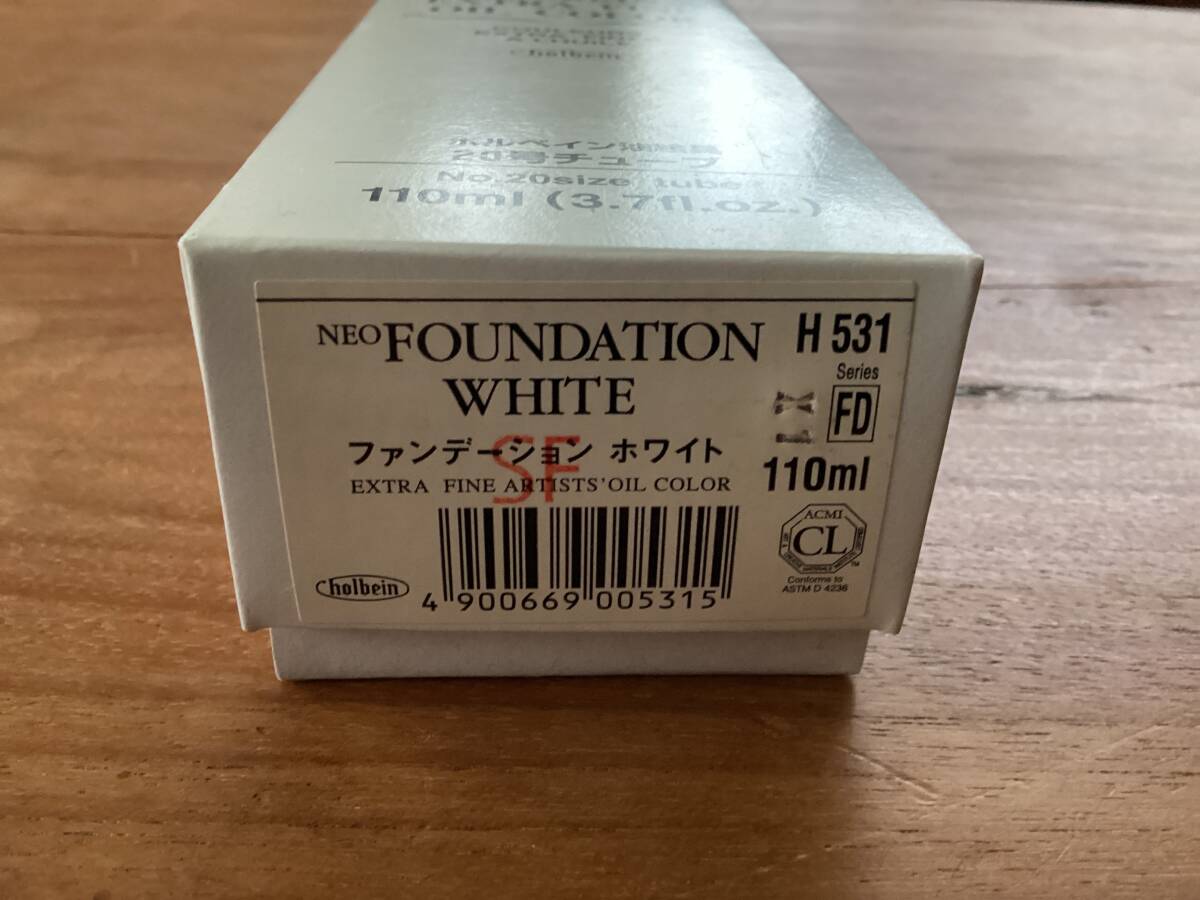 OIL COLOR
holbein
ホルベイン油絵具
20号チューブ
No.20size tube
110ml (3.7fl.oz.)
NEO FOUNDATION
WHITE
H 531
Series
FD
ファンデーション ホワイト
SF
EXTRA FINE ARTISTS' OIL COLOR
110ml
ACMI
CL
TM
Conforms to
ASTM D 4236
holbein
4 900669 005315